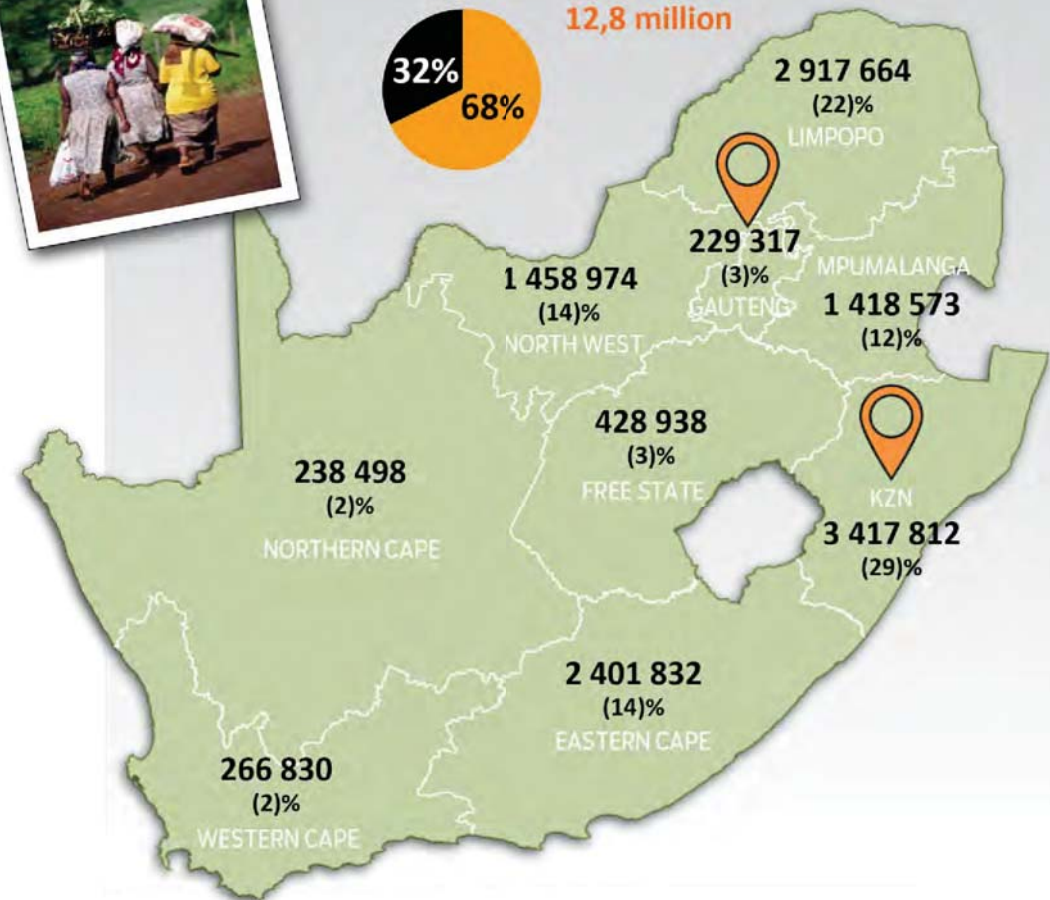 12,8 million
32%
68%
2 917 664
(22)%
LIMPOPO
229 317
(3)%
GAUTENG
MPUMALANGA
1 418 573
(12)%
1 458 974
(14)%
NORTH WEST
428 938
(3)%
FREE STATE
KZN
3 417 812
(29)%
238 498
(2)%
NORTHERN CAPE
2 401 832
(14)%
EASTERN CAPE
266 830
(2)%
WESTERN CAPE